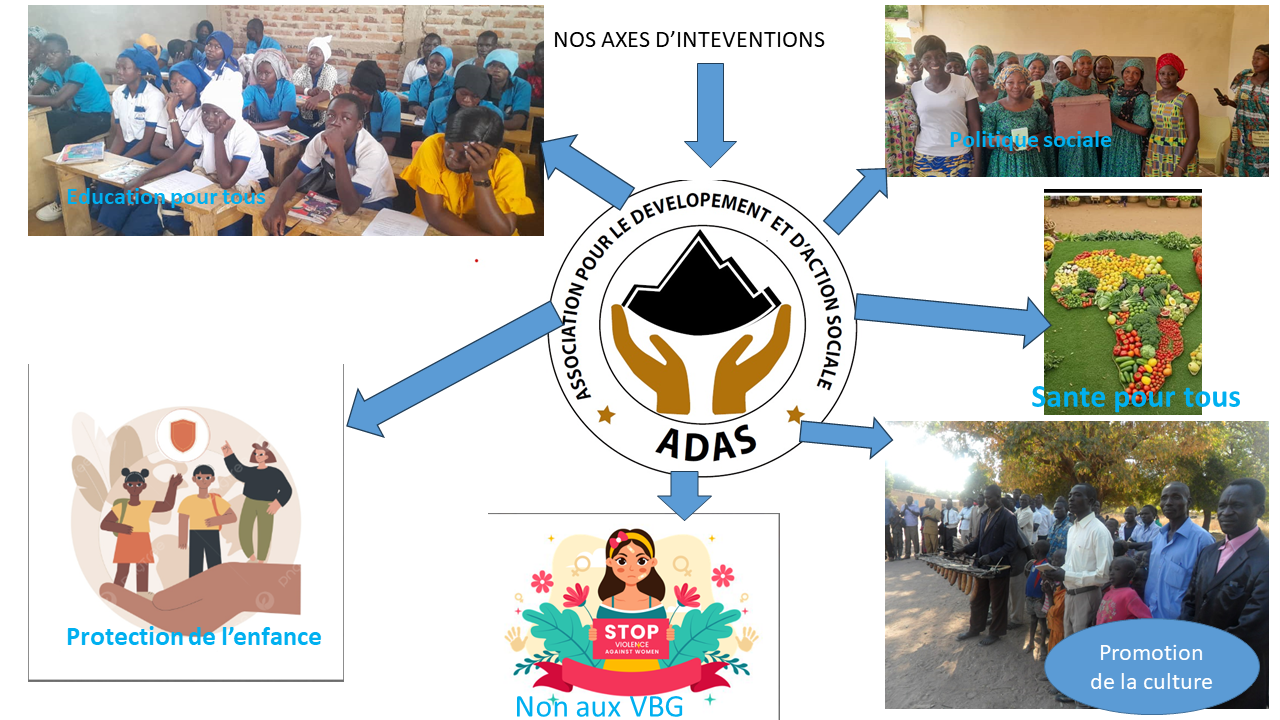 NOS AXES D'INTEVENTIONS
Education pour tous
Politique sociale
ASSOCIATION POUR LE DEVELOPEMENT ET D'ACTION SOCIALE
ADAS
Sante pour tous
Protection de l'enfance
STOP
VIOLENCE
AGAINST WOMEN
Non aux VBG
Promotion
de la culture